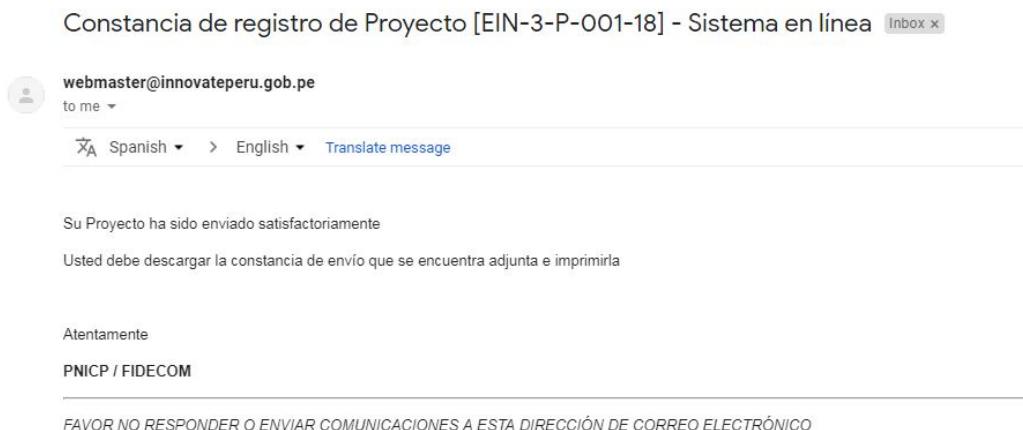 Constancia de registro de Proyecto [EIN-3-P-001-18] - Sistema en línea Inbox x
webmaster@innovateperu.gob.pe
to me
Spanish > English Translate message
Su Proyecto ha sido enviado satisfactoriamente
Usted debe descargar la constancia de envío que se encuentra adjunta e imprimirla
Atentamente
PNICP / FIDECOM
FAVOR NO RESPONDER O ENVIAR COMUNICACIONES A ESTA DIRECCIÓN DE CORREO ELECTRÓNICO